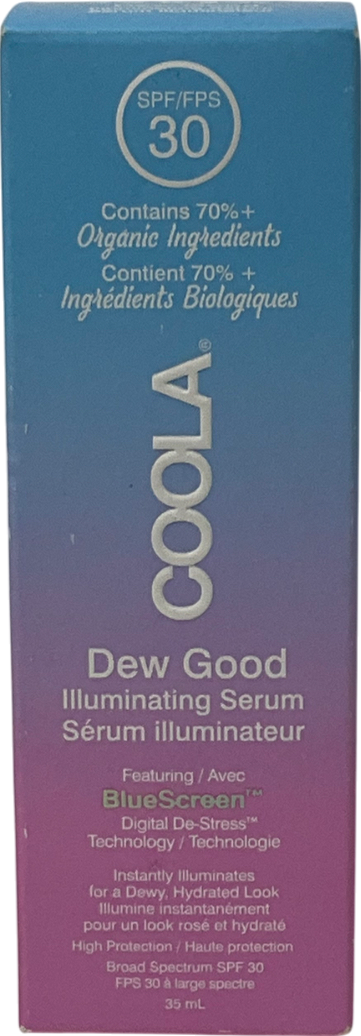 SPF/FPS
30
Contains 70%+
Organic Ingredients
Contient 70% +
Ingrédients Biologiques
COOLA®
Dew Good
Illuminating Serum
Sérum illuminateur
Featuring / Avec
BlueScreen™
Digital De-Stress™
Technology / Technologie
Instantly Illuminates
for a Dewy, Hydrated Look
Illumine instantanément
pour un look rosé et hydraté
High Protection / Haute protection
Broad Spectrum SPF 30
FPS 30 à large spectre
35 mL